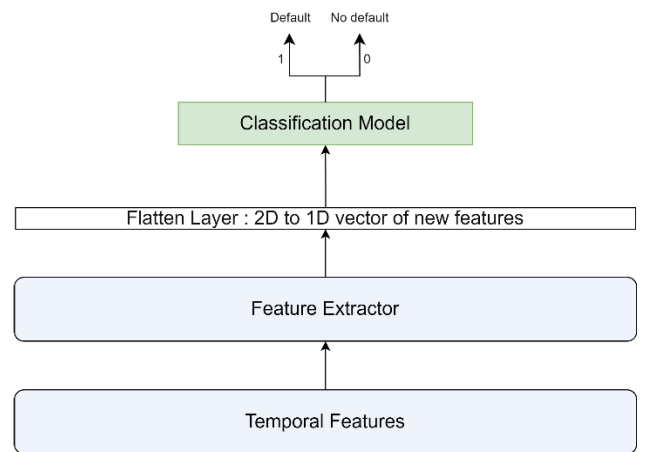 Default No default
1 0
Classification Model
Flatten Layer : 2D to 1D vector of new features
Feature Extractor
Temporal Features